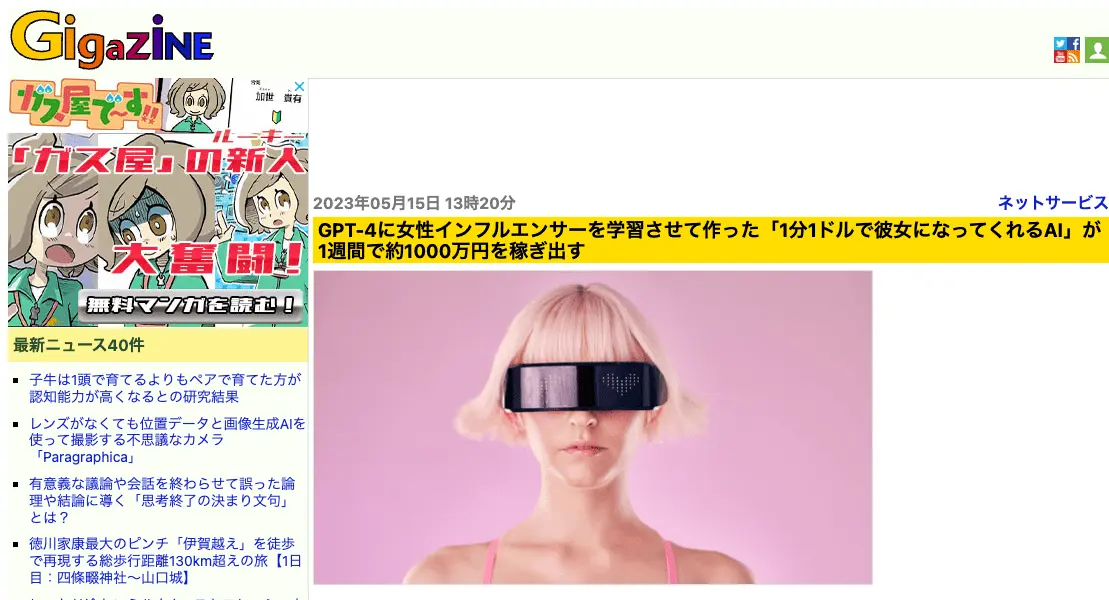 GigaZiNE
ガス屋で〜す!!
加世 貴有
ルーキー
「ガス屋」の新人
大奮闘!
無料マンガを読む!
最新ニュース40件
子牛は1頭で育てるよりもペアで育てた方が
認知能力が高くなるとの研究結果
レンズがなくても位置データと画像生成AIを
使って撮影する不思議なカメラ
「Paragraphica」
有意義な議論や会話を終わらせて誤った論
理や結論に導く「思考終了の決まり文句」
とは？
徳川家康最大のピンチ「伊賀越え」を徒歩
で再現する総歩行距離130km超えの旅【1日
目：四條畷神社〜山口城】
2023年05月15日 13時20分
ネットサービス
GPT-4に女性インフルエンサーを学習させて作った「1分1ドルで彼女になってくれるAI」が
1週間で約1000万円を稼ぎ出す